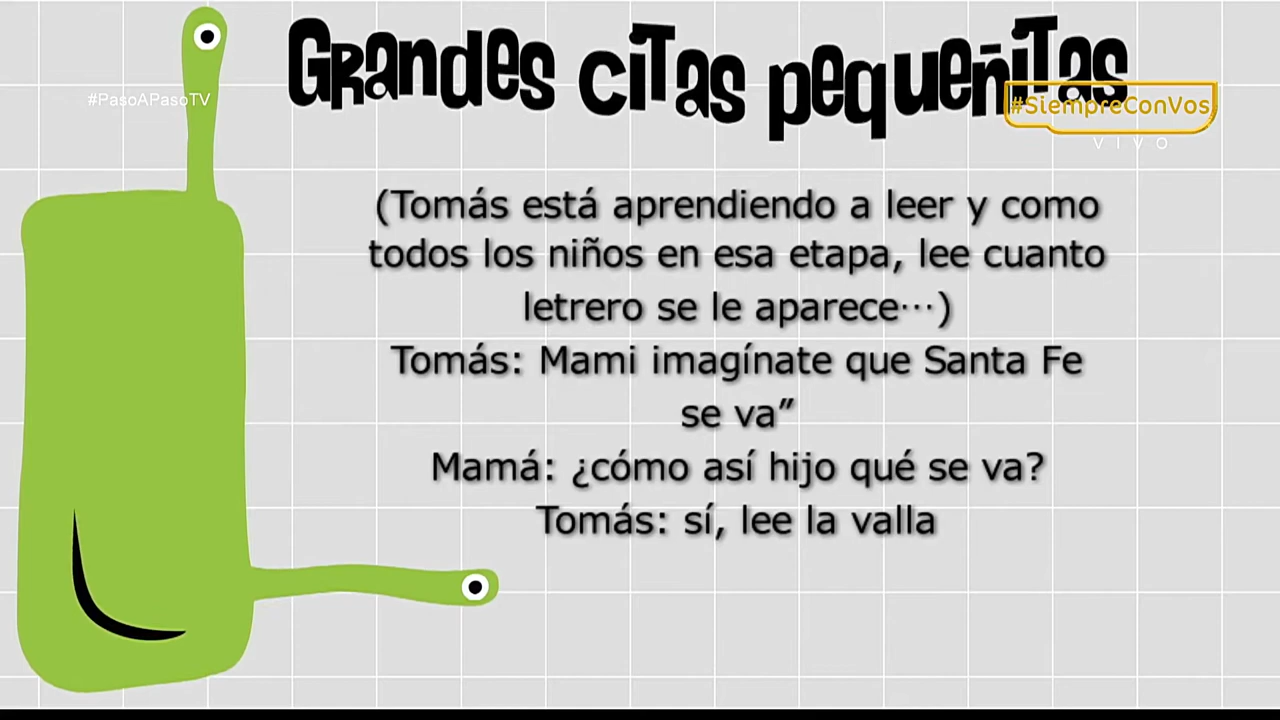 Grandes citas pequeñitas
#PasoAPasoTV
#SiempreConVos
VIVO
(Tomás está aprendiendo a leer y como
todos los niños en esa etapa, lee cuanto
letrero se le aparece…)
Tomás: Mami imagínate que Santa Fe
se va”
Mamá: ¿cómo así hijo qué se va?
Tomás: sí, lee la valla